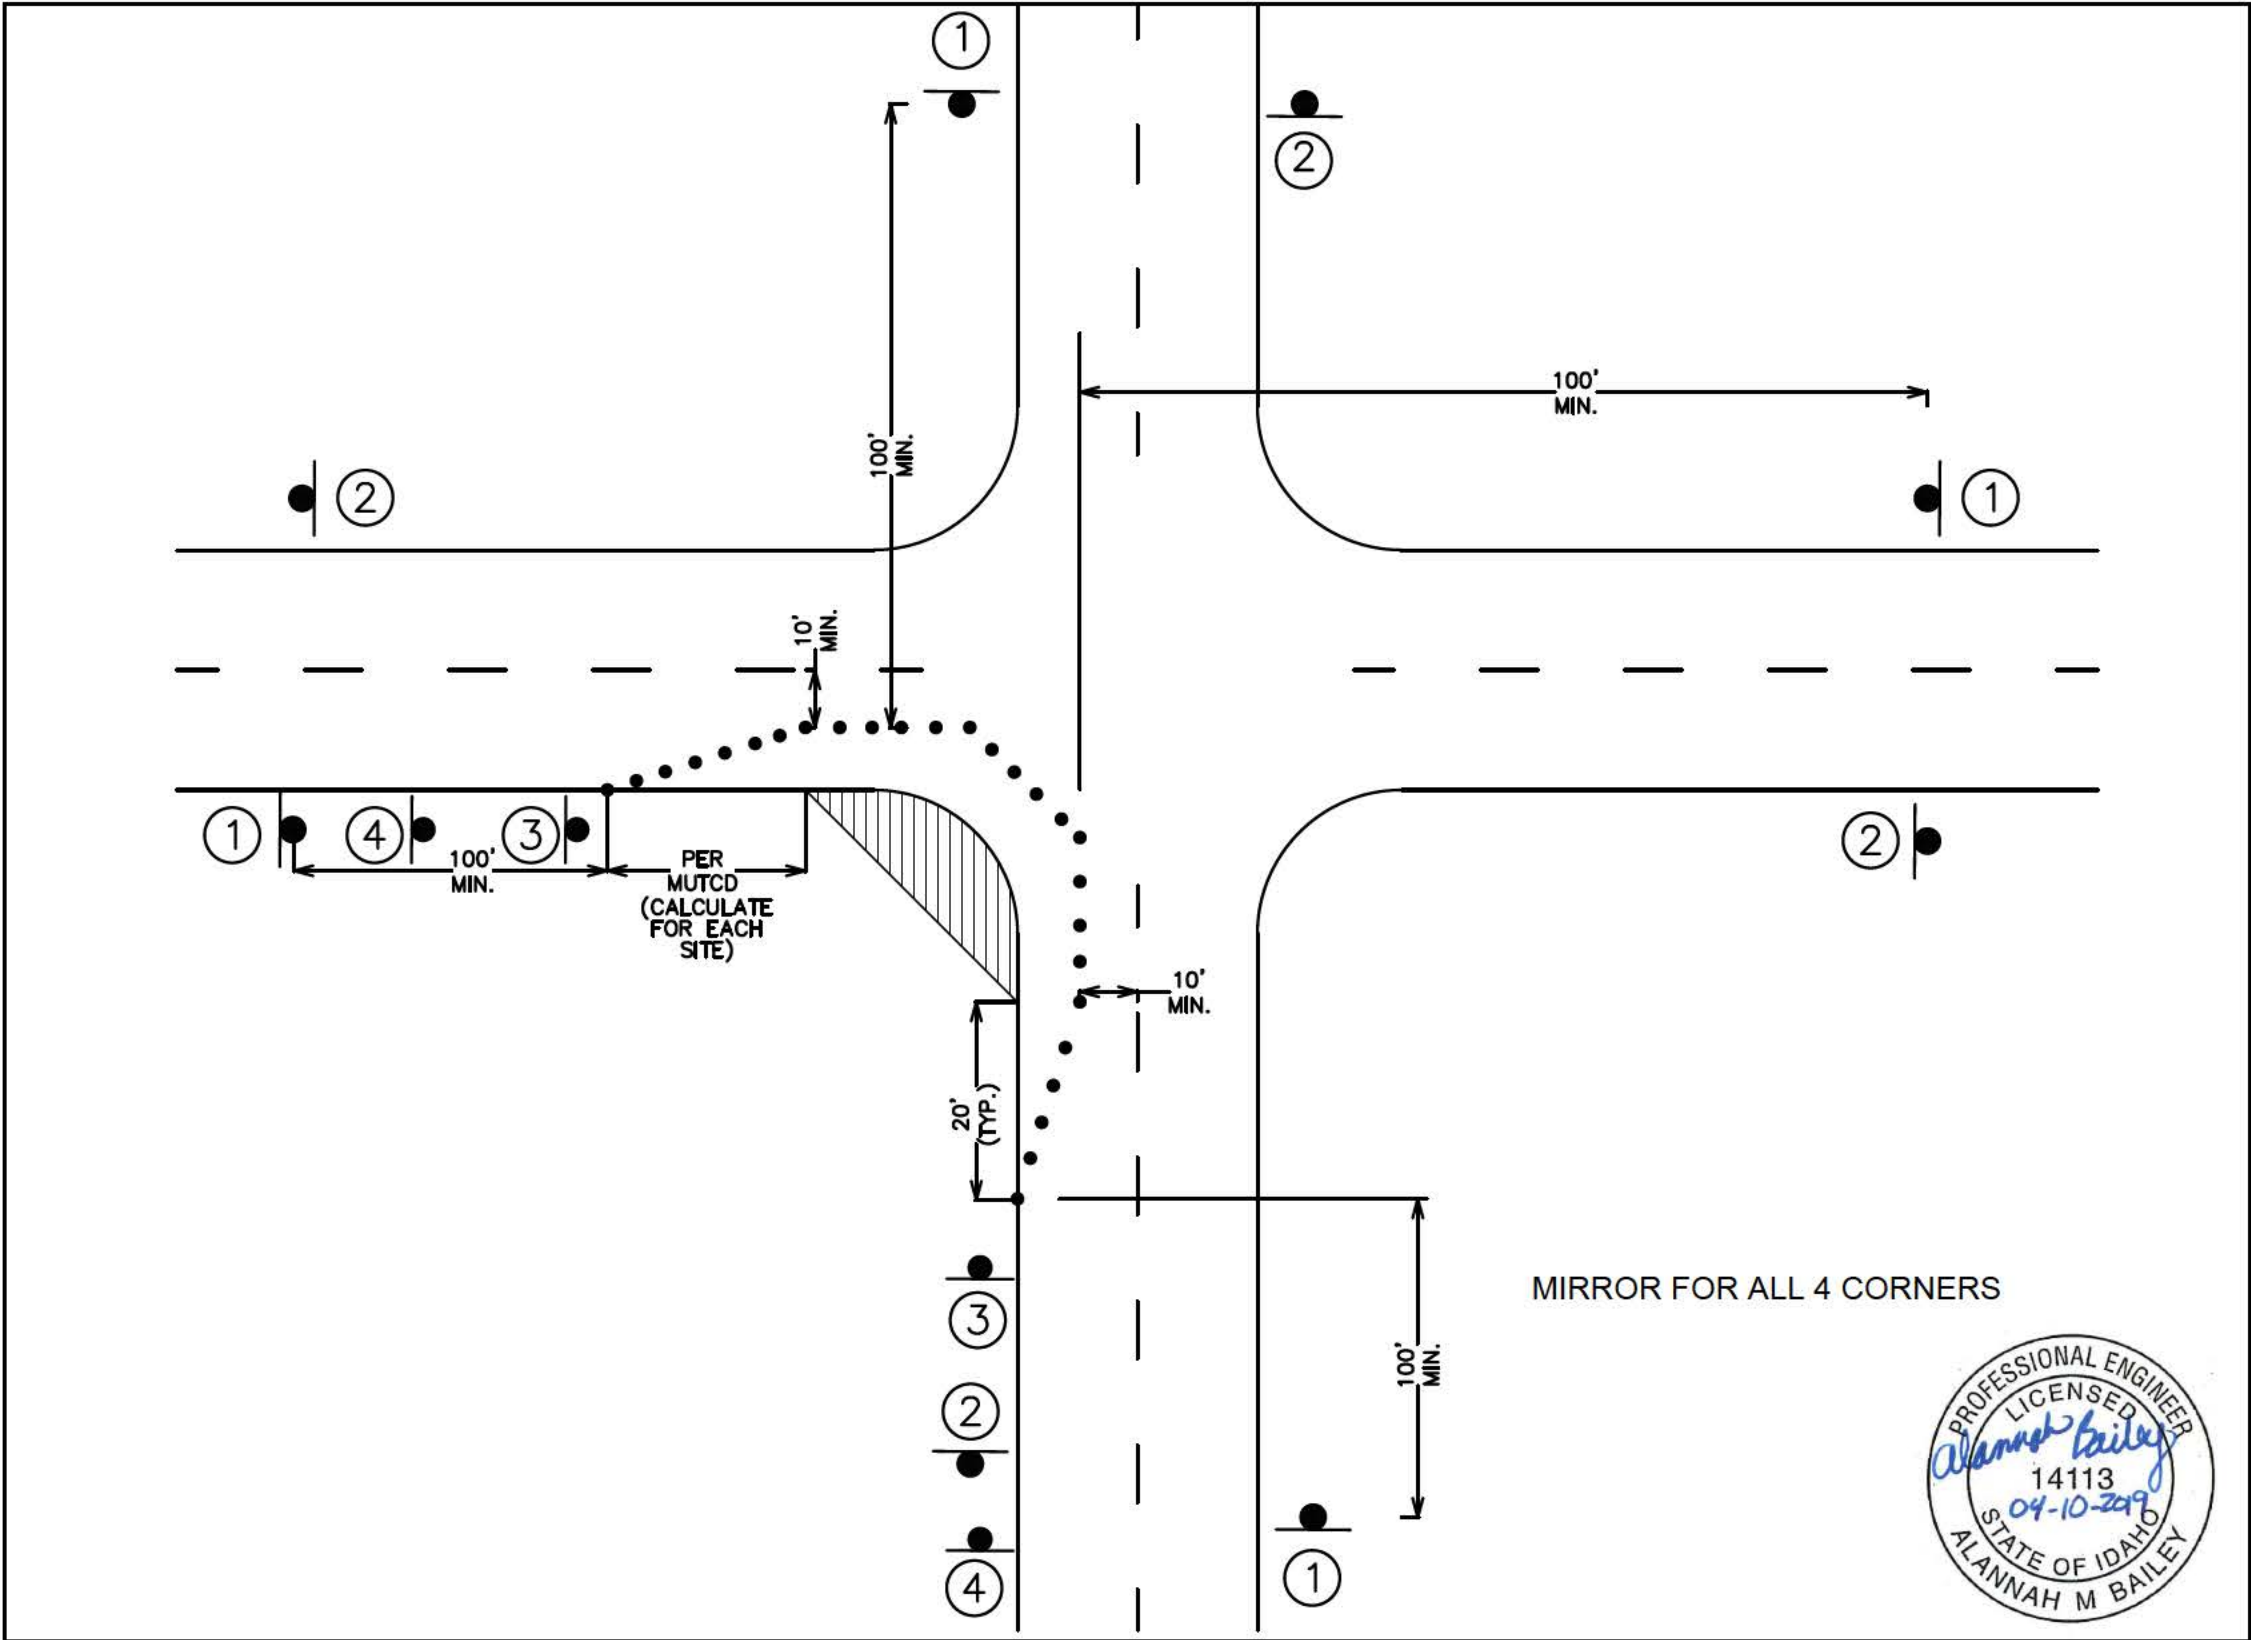 1
2
100'
MIN.
100'
MIN.
2
1
10'
MIN.
1
4
3
100'
MIN.
PER
MUTCD
(CALCULATE
FOR EACH
SITE)
2
10'
MIN.
20'
(TYP.)
3
MIRROR FOR ALL 4 CORNERS
100'
MIN.
2
4
1
PROFESSIONAL ENGINEER
LICENSED
Alannah Bailey
14113
04-10-2019
STATE OF IDAHO
ALANNAH M BAILEY